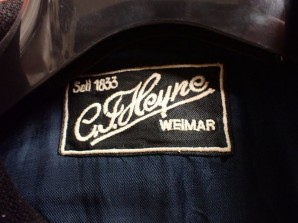 Seit 1833
C.F. Heyne
WEIMAR